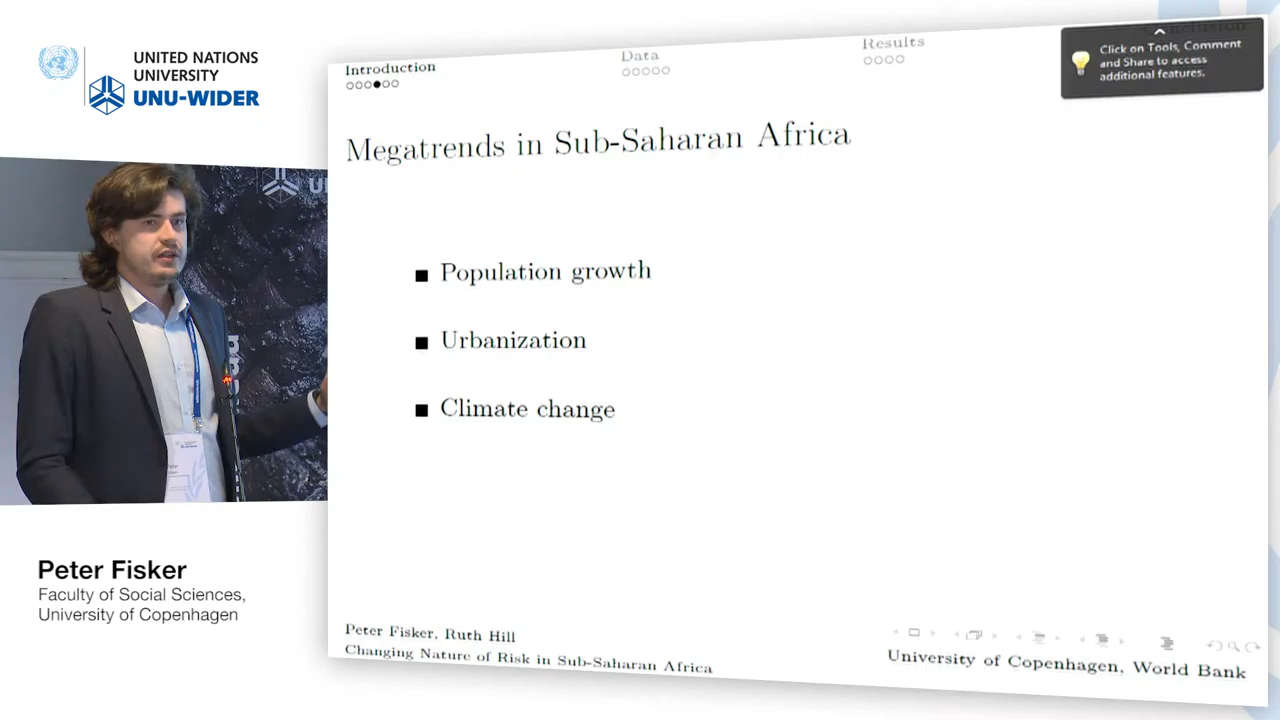 UNITED NATIONS
UNIVERSITY
UNU-WIDER
Introduction
Data
Results
Conclusion
Click on Tools, Comment
and Share to access
additional features.
Megatrends in Sub-Saharan Africa
Population growth
Urbanization
Climate change
Peter Fisker
Faculty of Social Sciences,
University of Copenhagen
Peter Fisker, Ruth Hill
Changing Nature of Risk in Sub-Saharan Africa
University of Copenhagen, World Bank